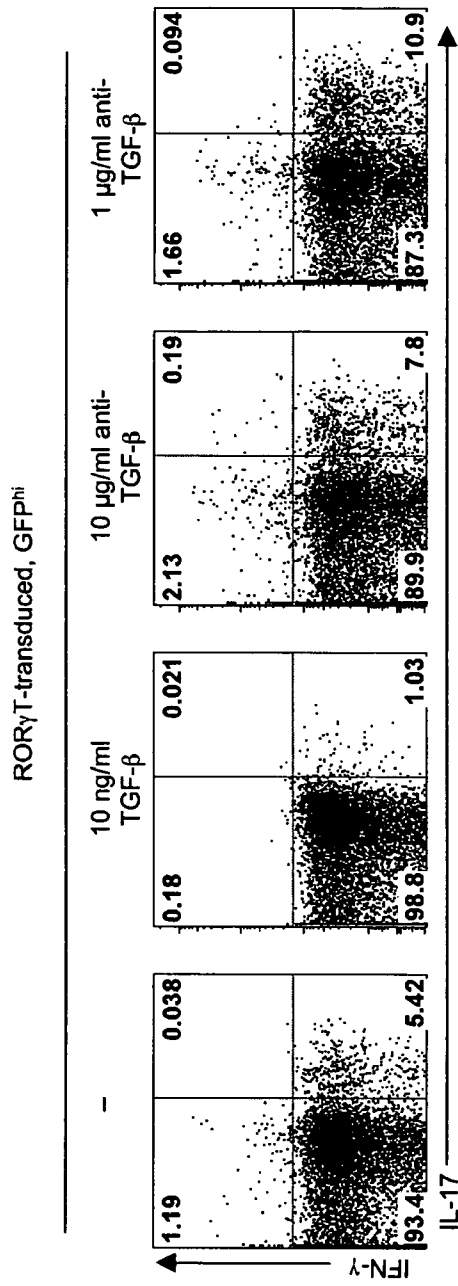 RORγT-transduced, GFPhi
–
10 ng/ml
TGF-β
10 µg/ml anti-
TGF-β
1 µg/ml anti-
TGF-β
1.19
0.038
93.4
5.42
0.18
0.021
98.8
1.03
2.13
0.19
89.9
7.8
1.66
0.094
87.3
10.9
IFN-γ
IL-17